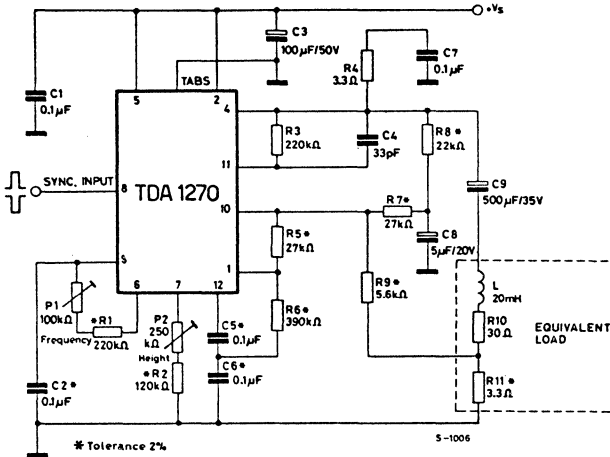 +Vs
C3
100µF/50V
C7
0.1µF
R4
3.3Ω
TABS
C1
0.1µF
5
2
4
R3
220kΩ
C4
33pF
R8*
22kΩ
11
C9
500µF/35V
SYNC, INPUT
8
TDA 1270
10
R7*
27kΩ
R5*
27kΩ
C8
5µF/20V
S
1
L
20mH
P1
100kΩ
6
7
12
R9*
5.6kΩ
R6*
390kΩ
*R1
220kΩ
Frequency
P2
250
kΩ
Height
C5*
0.1µF
R10
30Ω
EQUIVALENT
LOAD
*R2
120kΩ
C6*
0.1µF
C2*
0.1µF
R11*
3.3Ω
* Tolerance 2%
S-1006